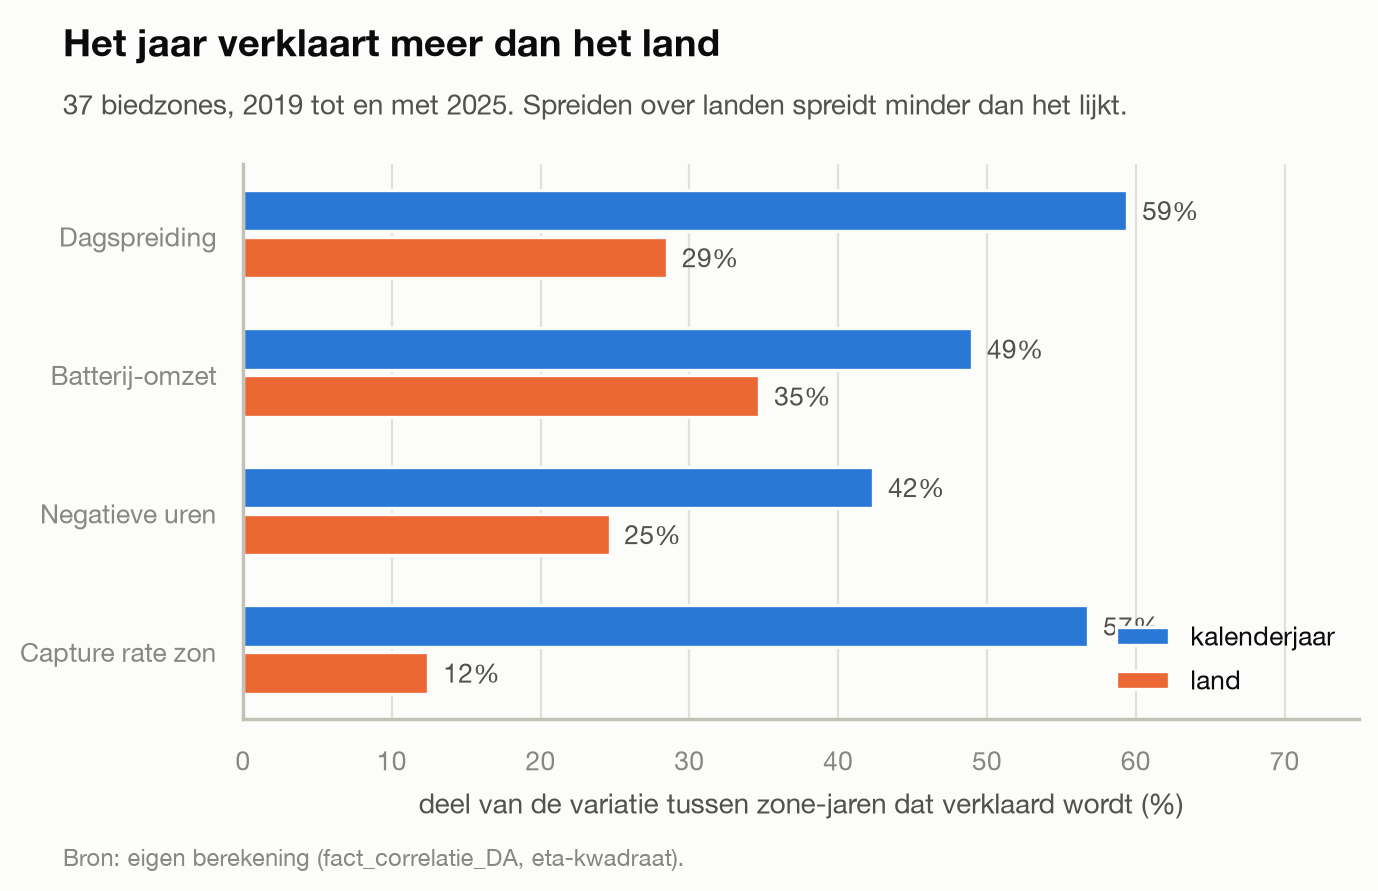 Het jaar verklaart meer dan het land
37 biedzones, 2019 tot en met 2025. Spreiden over landen spreidt minder dan het lijkt.
Dagspreiding
59%
29%
Batterij-omzet
49%
35%
Negatieve uren
42%
25%
Capture rate zon
57%
12%
kalenderjaar
land
0 10 20 30 40 50 60 70
deel van de variatie tussen zone-jaren dat verklaard wordt (%)
Bron: eigen berekening (fact_correlatie_DA, eta-kwadraat).